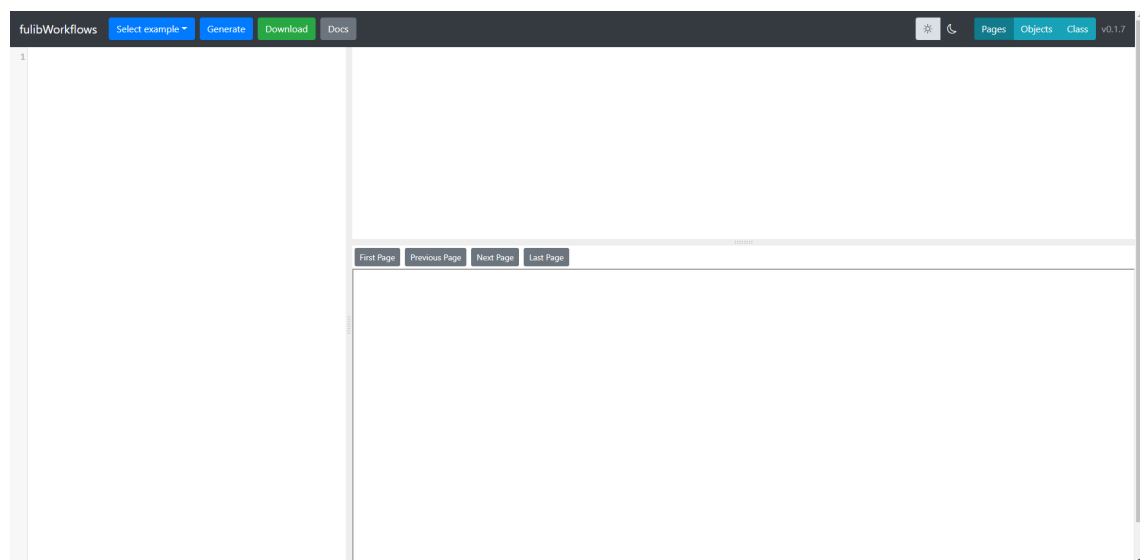 fulibWorkflows Select example Generate Download Docs Pages Objects Class v0.1.7
1
First Page Previous Page Next Page Last Page